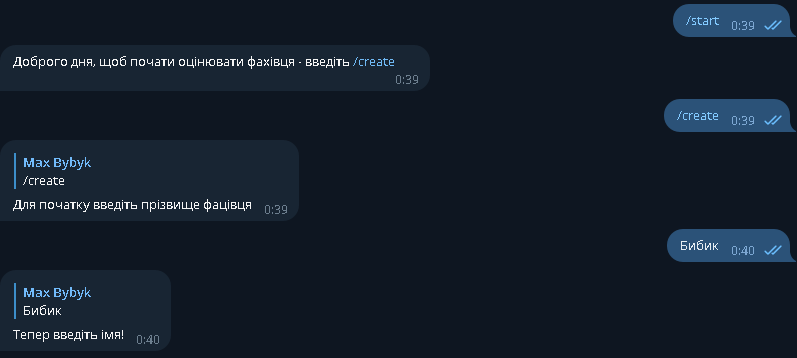 /start 0:39
Доброго дня, щоб почати оцінювати фахівця - введіть /create
0:39
/create 0:39
Max Bybyk
/create
Для початку введіть прізвище фацівця 0:39
Бибик 0:40
Max Bybyk
Бибик
Тепер введіть імя! 0:40